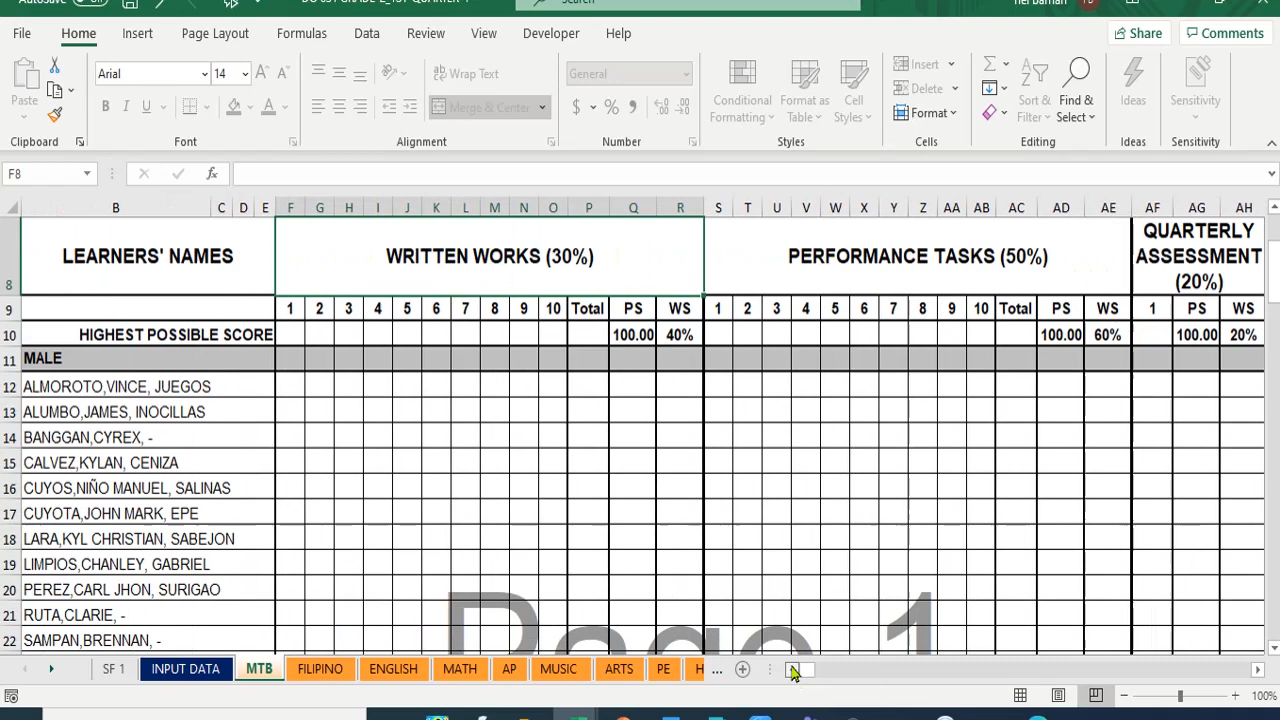 AutoSave
Search
File Home Insert Page Layout Formulas Data Review View Developer Help Share Comments
Arial 14 Wrap Text General Insert
Paste B I U Merge & Center $ % Conditional Formatting Format as Table Cell Styles Delete Format Sort & Filter Find & Select Ideas Sensitivity
Clipboard Font Alignment Number Styles Cells Editing Ideas Sensitivity
F8 fx
B C D E F G H I J K L M N O P Q R S T U V W X Y Z AA AB AC AD AE AF AG AH
8 LEARNERS' NAMES WRITTEN WORKS (30%) PERFORMANCE TASKS (50%) QUARTERLY ASSESSMENT (20%)
9 1 2 3 4 5 6 7 8 9 10 Total PS WS 1 2 3 4 5 6 7 8 9 10 Total PS WS 1 PS WS
10 HIGHEST POSSIBLE SCORE 100.00 40% 100.00 60% 100.00 20%
11 MALE
12 ALMOROTO,VINCE, JUEGOS
13 ALUMBO,JAMES, INOCILLAS
14 BANGGAN,CYREX, -
15 CALVEZ,KYLAN, CENIZA
16 CUYOS,NIÑO MANUEL, SALINAS
17 CUYOTA,JOHN MARK, EPE
18 LARA,KYL CHRISTIAN, SABEJON
19 LIMPIOS,CHANLEY, GABRIEL
20 PEREZ,CARL JHON, SURIGAO
21 RUTA,CLARIE, -
22 SAMPAN,BRENNAN, -
Page 1
SF 1 INPUT DATA MTB FILIPINO ENGLISH MATH AP MUSIC ARTS PE H ...
100%